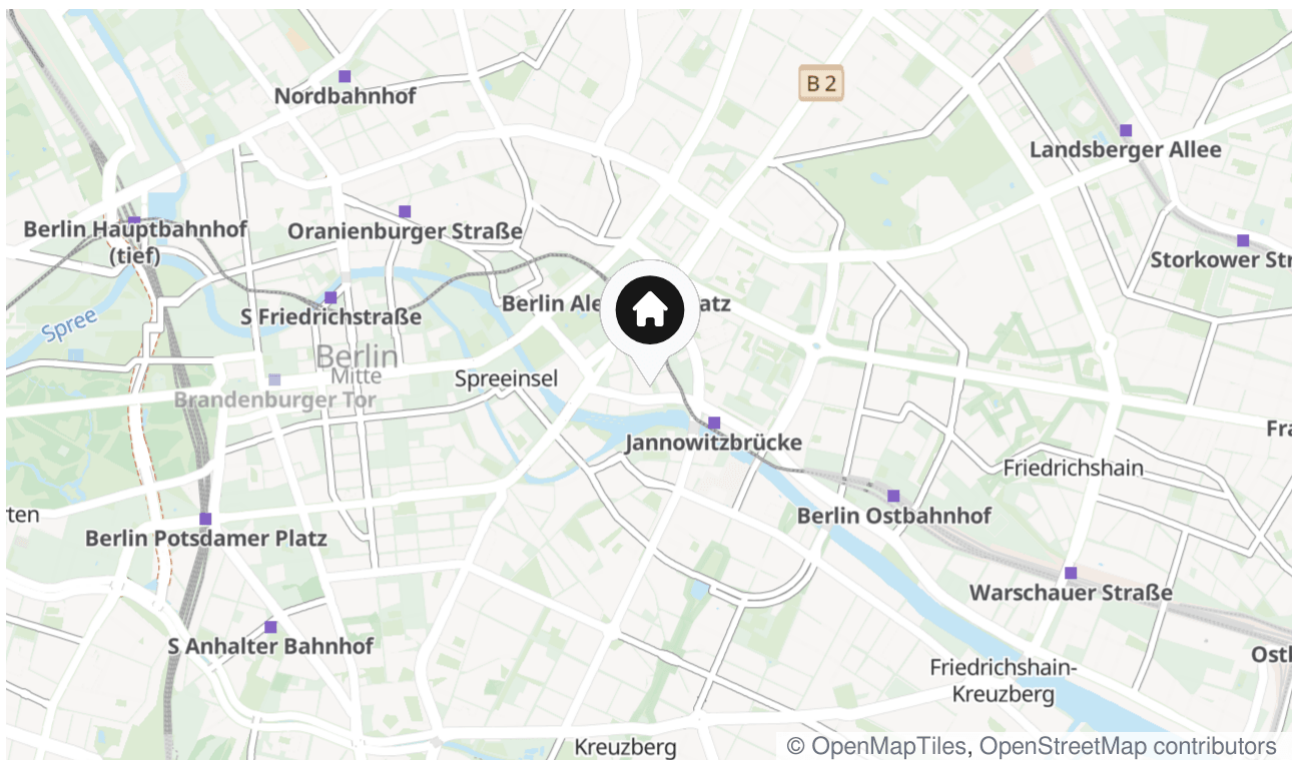 B 2
Nordbahnhof
Landsberger Allee
Berlin Hauptbahnhof
(tief)
Oranienburger Straße
Storkower Str
Spree
S Friedrichstraße
Berlin Ale
atz
Berlin
Mitte
Spreeinsel
Brandenburger Tor
Jannowitzbrücke
Fra
Friedrichshain
rten
Berlin Ostbahnhof
Berlin Potsdamer Platz
Warschauer Straße
S Anhalter Bahnhof
Ost
Friedrichshain-
Kreuzberg
Kreuzberg
© OpenMapTiles, OpenStreetMap contributors